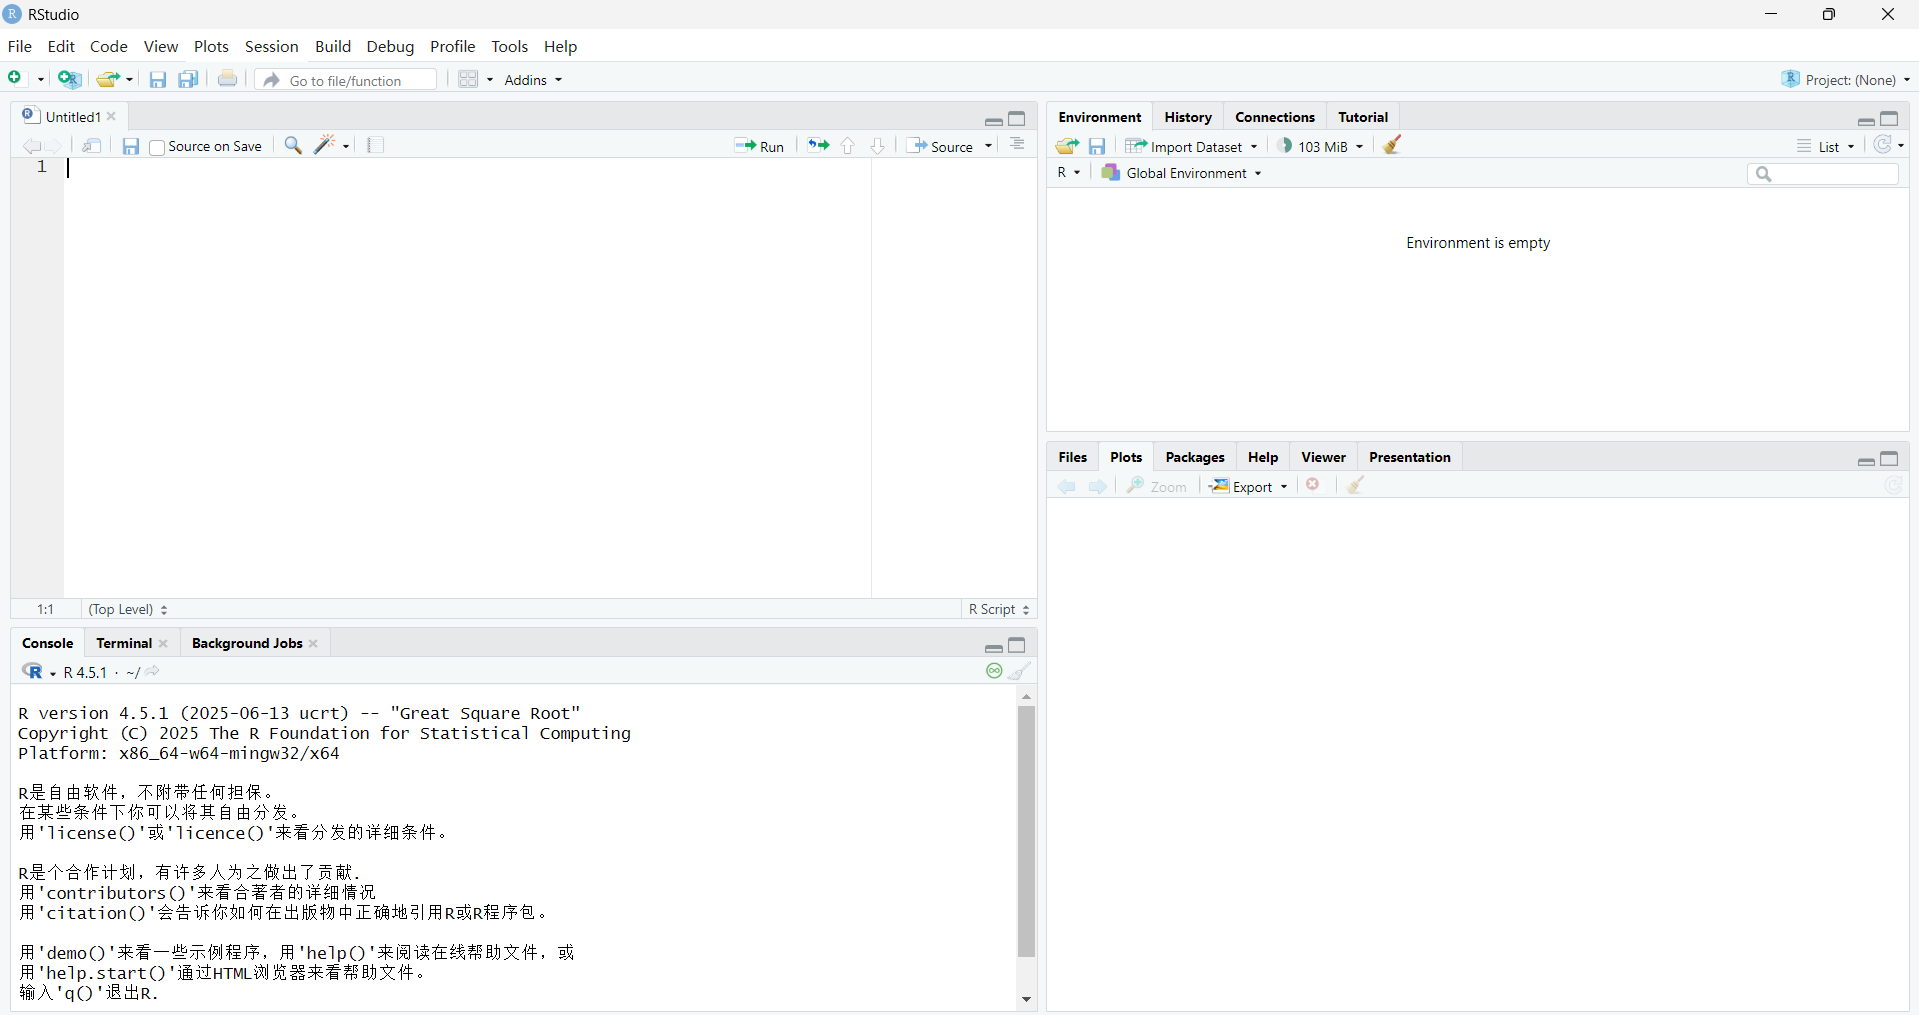 RStudio
File Edit Code View Plots Session Build Debug Profile Tools Help
Go to file/function Addins Project: (None)
Untitled1
Source on Save Run Source
1
1:1 (Top Level) R Script
Console Terminal Background Jobs
R 4.5.1 · ~/
R version 4.5.1 (2025-06-13 ucrt) -- "Great Square Root"
Copyright (C) 2025 The R Foundation for Statistical Computing
Platform: x86_64-w64-mingw32/x64
R是自由软件，不附带任何担保。
在某些条件下你可以将其自由分发。
用'license()'或'licence()'来看分发的详细条件。
R是个合作计划，有许多人为之做出了贡献.
用'contributors()'来看合著者的详细情况
用'citation()'会告诉你如何在出版物中正确地引用R或R程序包。
用'demo()'来看一些示例程序，用'help()'来阅读在线帮助文件，或
用'help.start()'通过HTML浏览器来看帮助文件。
输入'q()'退出R.
Environment History Connections Tutorial
Import Dataset 103 MiB List
R Global Environment
Environment is empty
Files Plots Packages Help Viewer Presentation
Zoom Export